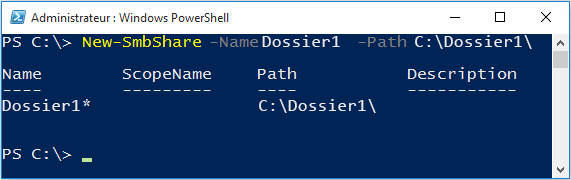 Administrateur : Windows PowerShell
PS C:\> New-SmbShare -Name Dossier1 -Path C:\Dossier1\
Name ScopeName Path Description
---- --------- ---- -----------
Dossier1* C:\Dossier1\
PS C:\>